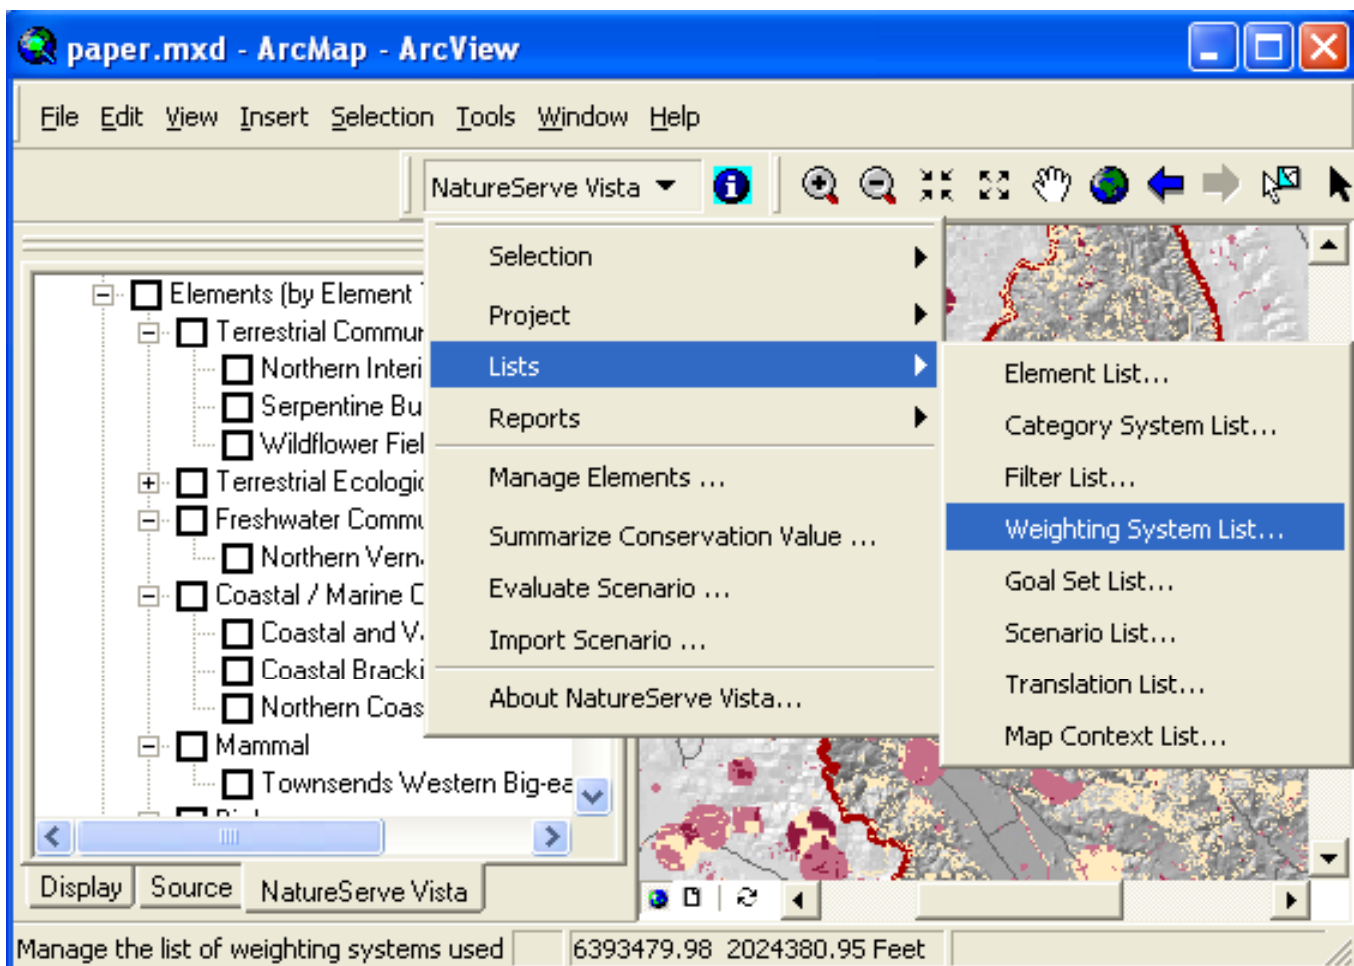 paper.mxd - ArcMap - ArcView
File Edit View Insert Selection Tools Window Help
NatureServe Vista
Selection
Project
Lists
Reports
Manage Elements ...
Summarize Conservation Value ...
Evaluate Scenario ...
Import Scenario ...
About NatureServe Vista...
Element List...
Category System List...
Filter List...
Weighting System List...
Goal Set List...
Scenario List...
Translation List...
Map Context List...
Elements (by Element
Terrestrial Commun
Northern Interi
Serpentine Bu
Wildflower Fiel
Terrestrial Ecologic
Freshwater Commu
Northern Verna
Coastal / Marine C
Coastal and Va
Coastal Bracki
Northern Coas
Mammal
Townsends Western Big-ea
Display Source NatureServe Vista
Manage the list of weighting systems used
6393479.98 2024380.95 Feet